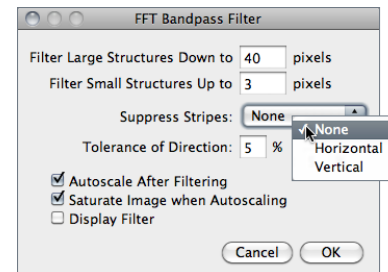 FFT Bandpass Filter
Filter Large Structures Down to 40 pixels
Filter Small Structures Up to 3 pixels
Suppress Stripes: None
✓ None
Horizontal
Vertical
Tolerance of Direction: 5 %
Autoscale After Filtering
Saturate Image when Autoscaling
Display Filter
Cancel OK